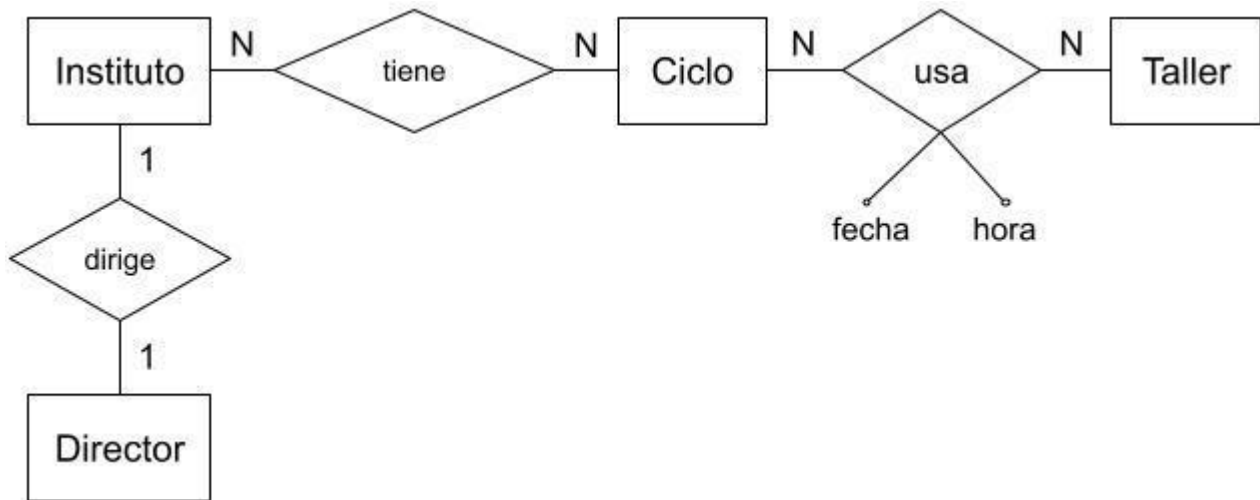 Instituto
N
tiene
N
Ciclo
N
usa
N
Taller
fecha
hora
1
dirige
1
Director